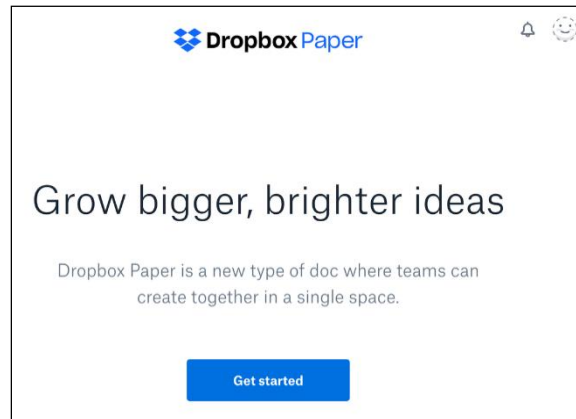 Dropbox Paper
Grow bigger, brighter ideas
Dropbox Paper is a new type of doc where teams can
create together in a single space.
Get started